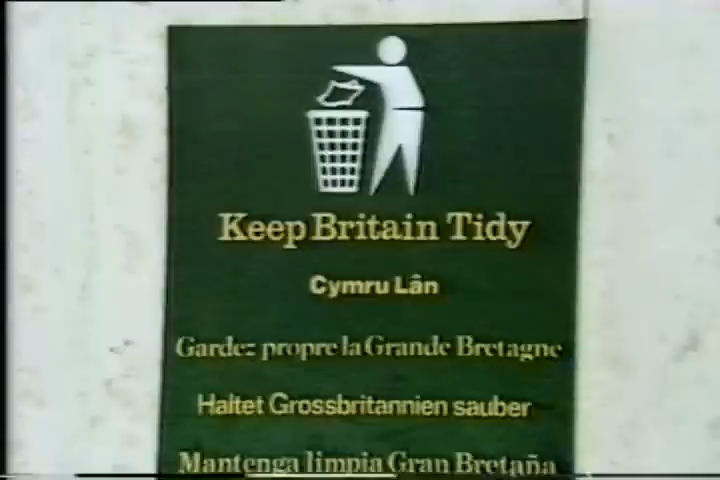 Keep Britain Tidy
Cymru Lân
Gardez propre la Grande Bretagne
Haltet Grossbritannien sauber
Mantenga limpia Gran Bretaña